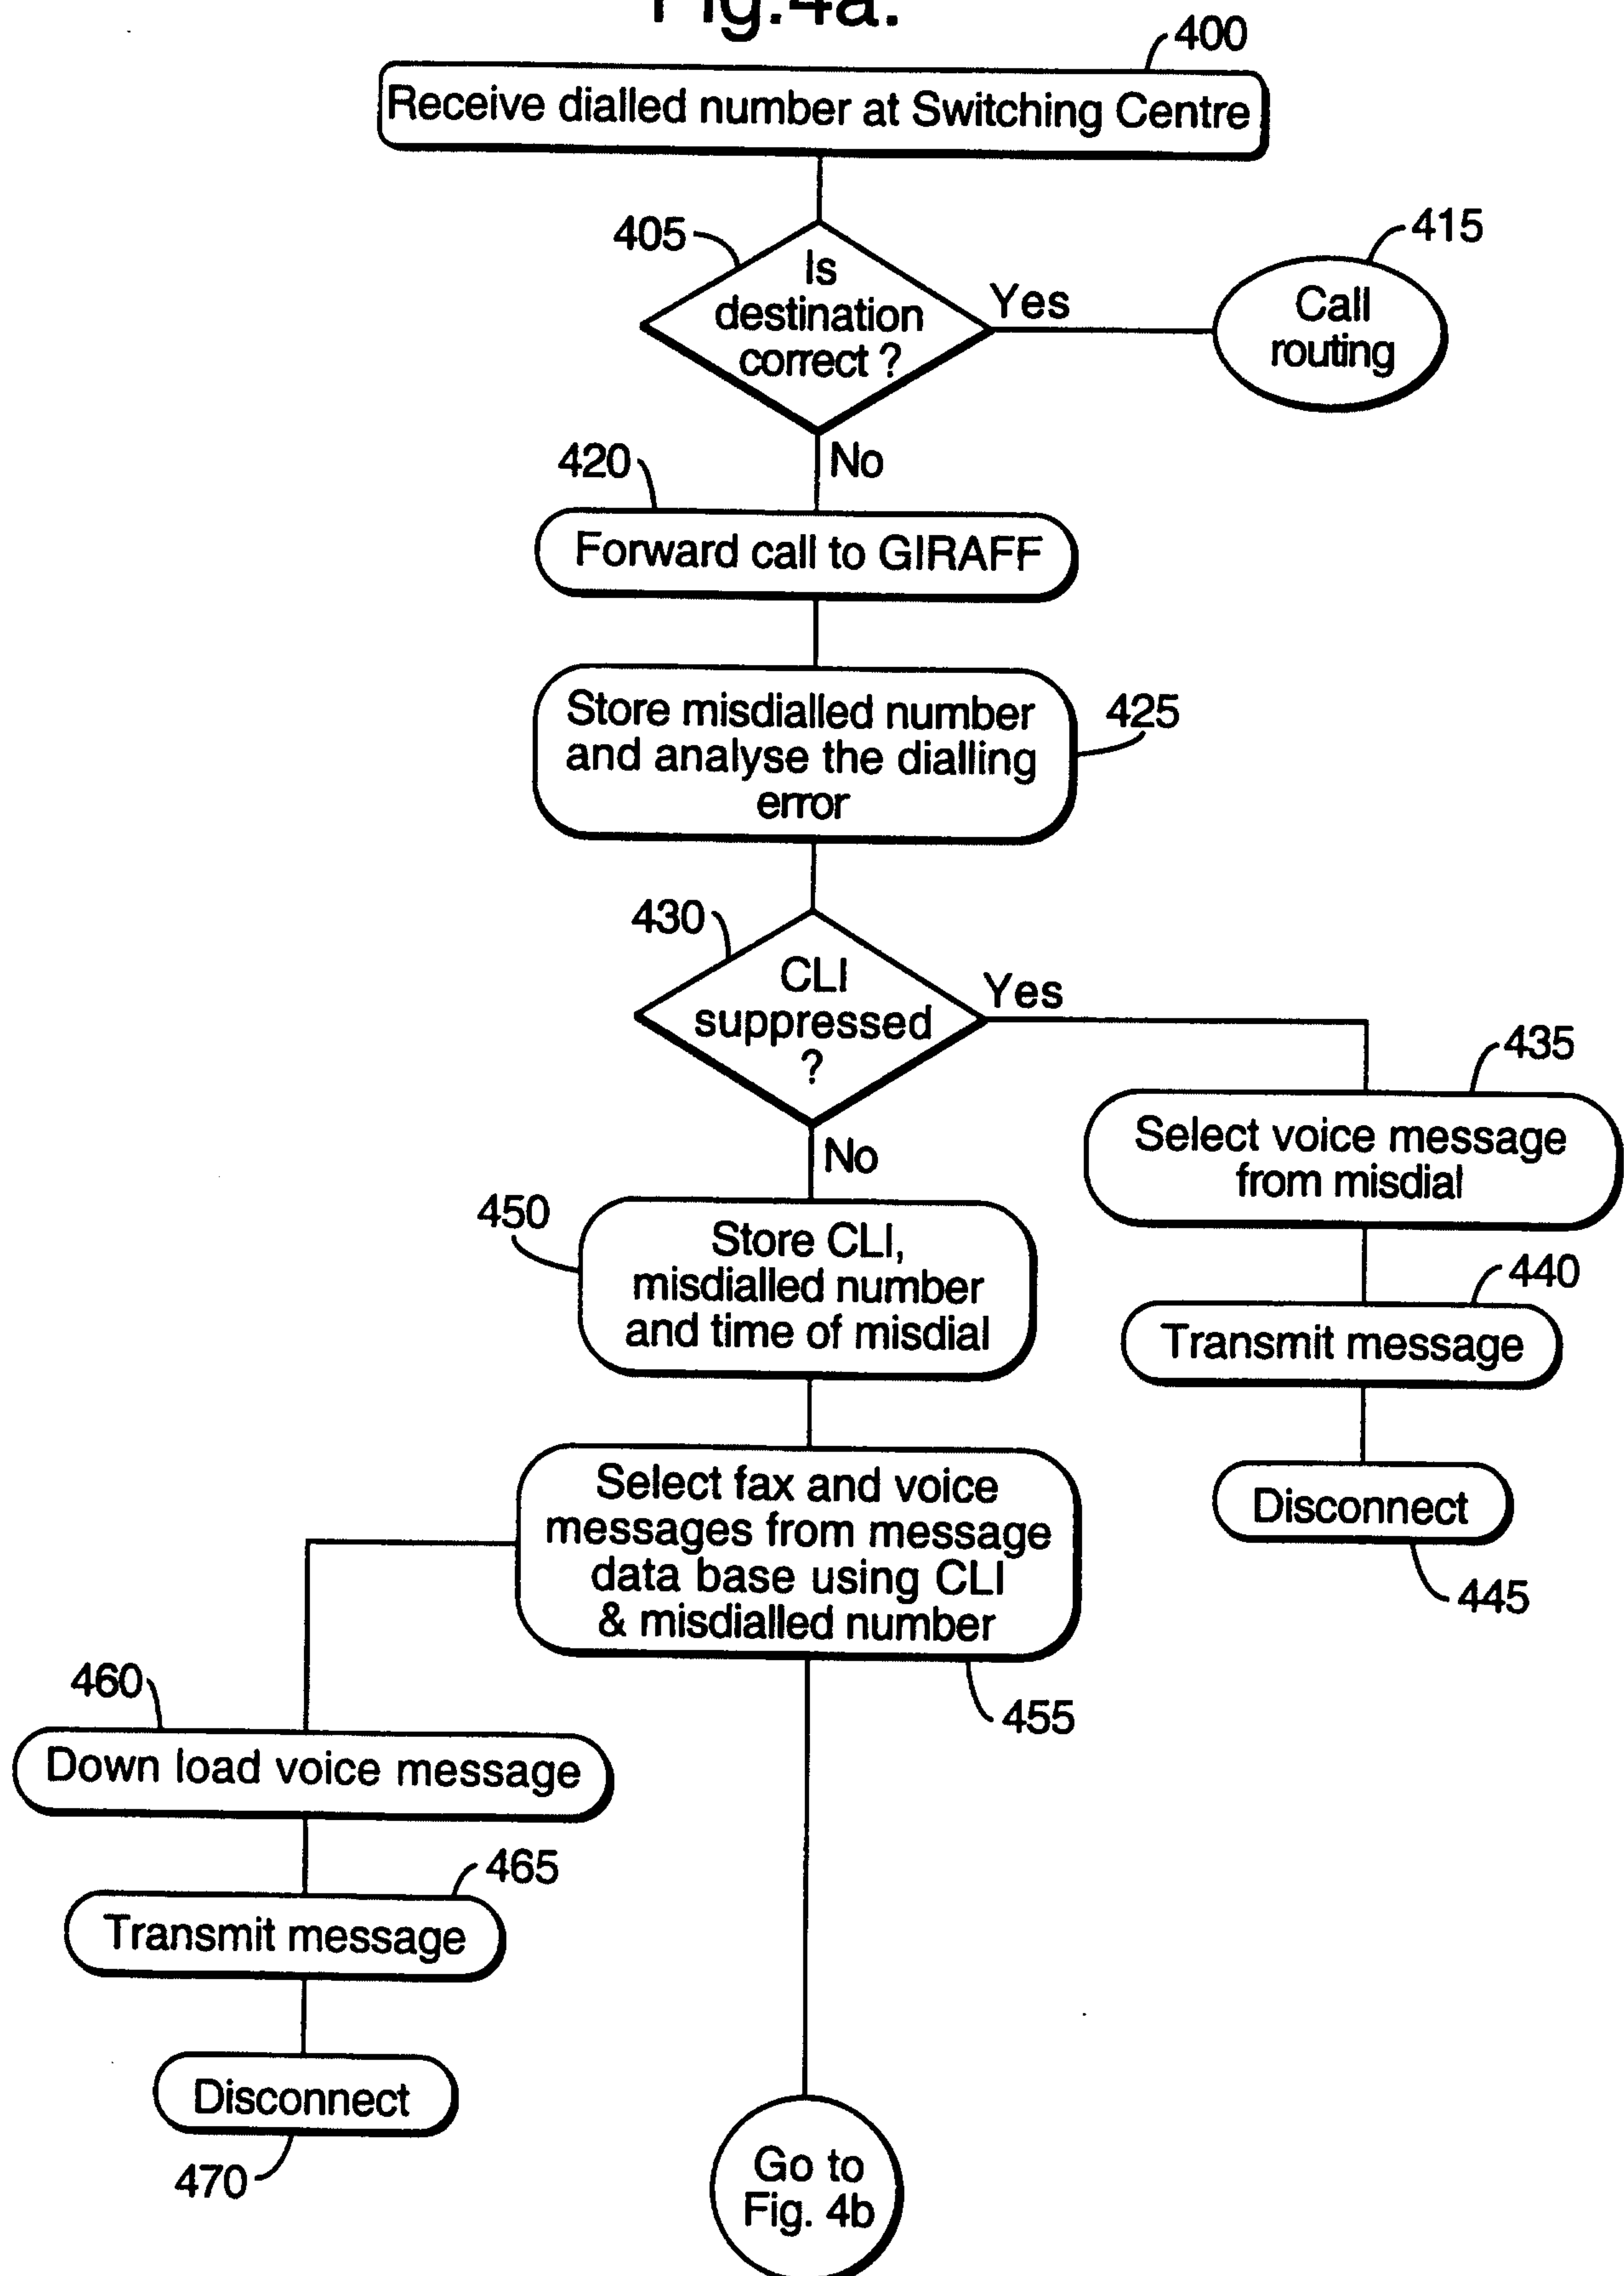 Fig.4a.
400
Receive dialled number at Switching Centre
405
Is
destination
correct ?
Yes
415
Call
routing
No
420
Forward call to GIRAFF
Store misdialled number
and analyse the dialling
error
425
430
CLI
suppressed
?
Yes
435
Select voice message
from misdial
No
450
Store CLI,
misdialled number
and time of misdial
440
Transmit message
Select fax and voice
messages from message
data base using CLI
& misdialled number
Disconnect
445
455
460
Down load voice message
465
Transmit message
Disconnect
470
Go to
Fig. 4b